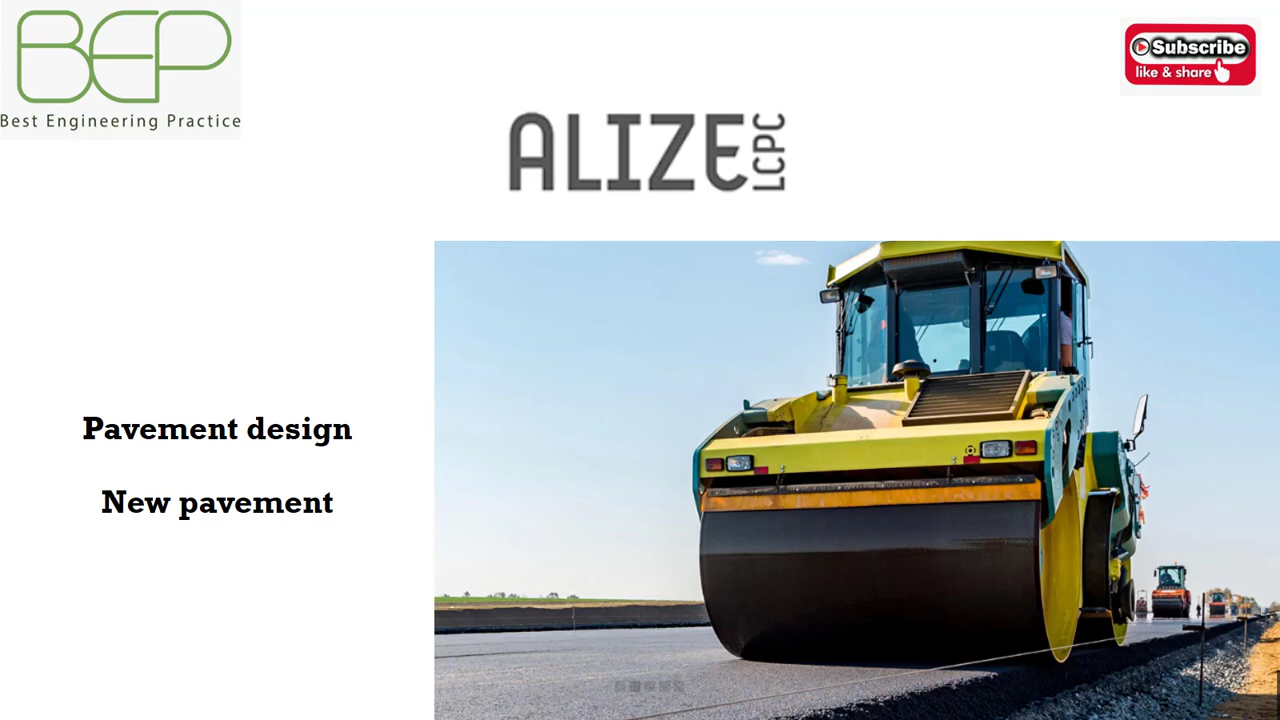 BEP
Best Engineering Practice
Subscribe
like & share
ALIZE LCPC
Pavement design
New pavement